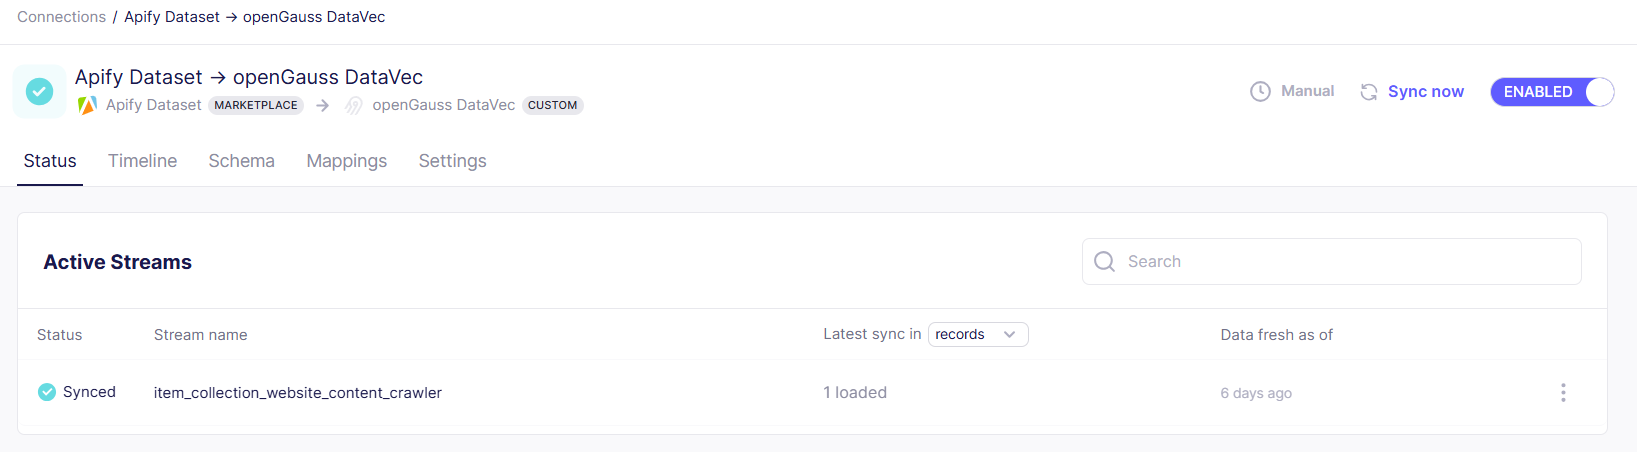 Connections / Apify Dataset → openGauss DataVec
Apify Dataset → openGauss DataVec
Apify Dataset MARKETPLACE → openGauss DataVec CUSTOM
Manual Sync now ENABLED
Status Timeline Schema Mappings Settings
Active Streams Search
Status Stream name Latest sync in records Data fresh as of
Synced item_collection_website_content_crawler 1 loaded 6 days ago